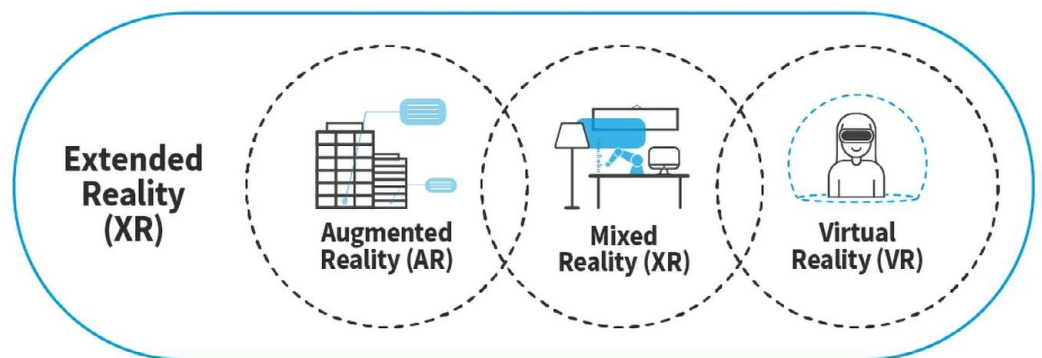 Extended
Reality
(XR)
Augmented
Reality (AR)
Mixed
Reality (XR)
Virtual
Reality (VR)